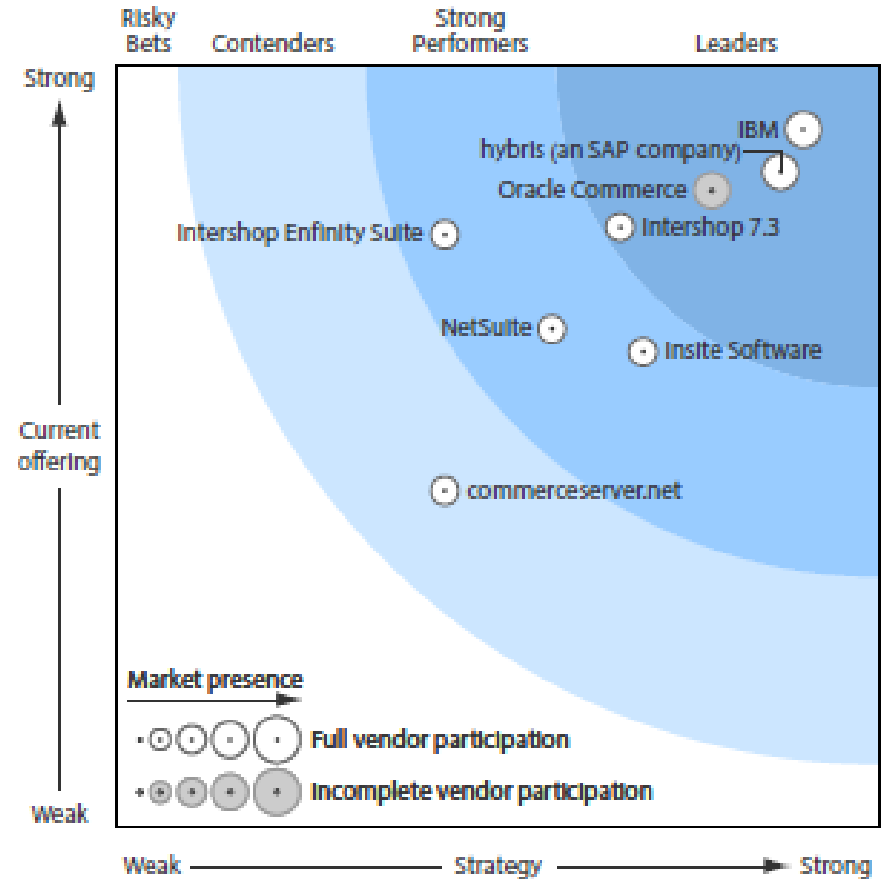 Risky
Bets
Contenders
Strong
Performers
Leaders
Strong
IBM
hybris (an SAP company)
Oracle Commerce
Intershop Enfinity Suite
Intershop 7.3
NetSuite
Insite Software
Current
offering
commerceserver.net
Market presence
Full vendor participation
Incomplete vendor participation
Weak
Weak
Strategy
Strong